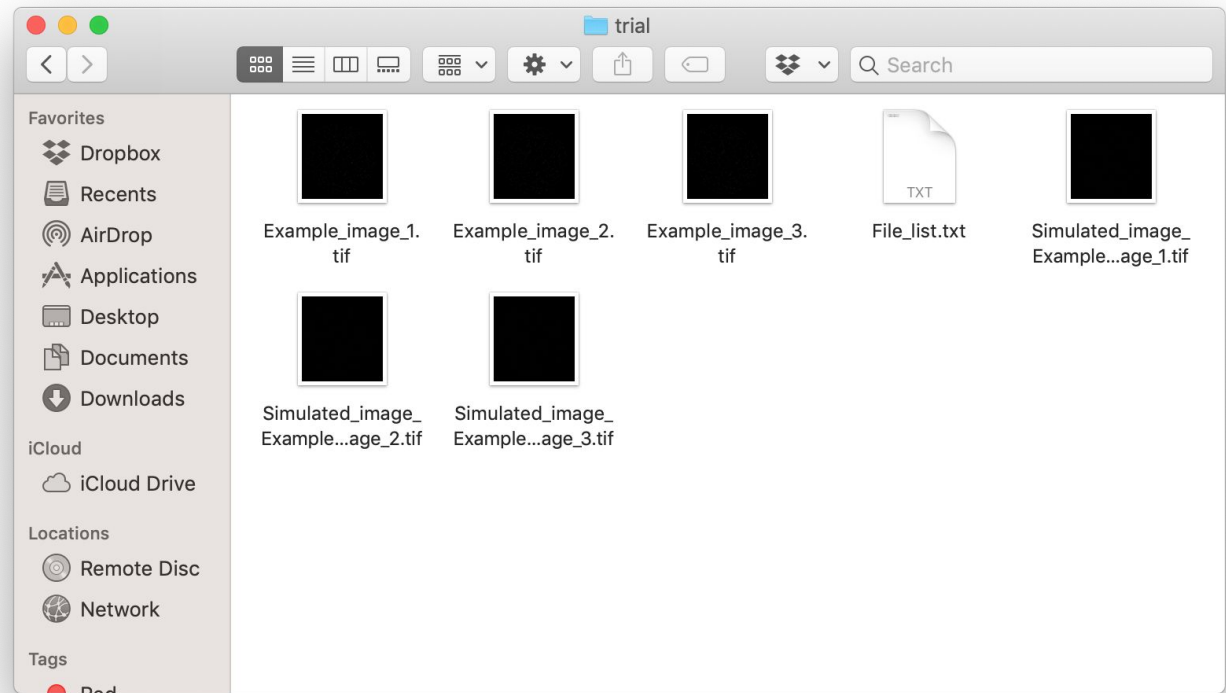 trial
Search
Favorites
Dropbox
Recents
AirDrop
Applications
Desktop
Documents
Downloads
iCloud
iCloud Drive
Locations
Remote Disc
Network
Tags
Red
Example_image_1.
tif
Example_image_2.
tif
Example_image_3.
tif
TXT
File_list.txt
Simulated_image_
Example...age_1.tif
Simulated_image_
Example...age_2.tif
Simulated_image_
Example...age_3.tif